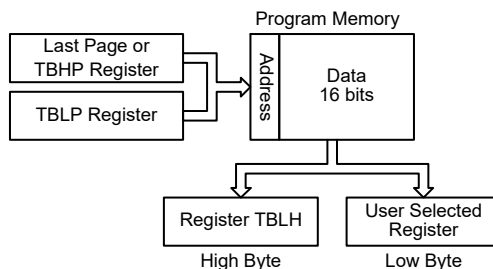 Program Memory
Last Page or
TBHP Register
TBLP Register
Address
Data
16 bits
Register TBLH
User Selected
Register
High Byte
Low Byte